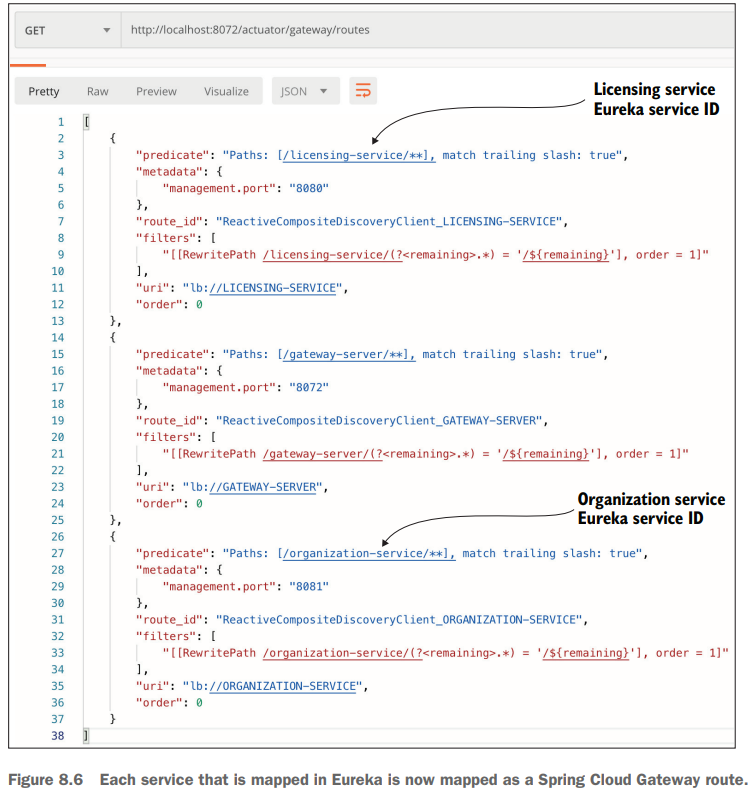 GET http://localhost:8072/actuator/gateway/routes
Pretty Raw Preview Visualize JSON
Licensing service
Eureka service ID
1 [
2 {
3 "predicate": "Paths: [/licensing-service/**], match trailing slash: true",
4 "metadata": {
5 "management.port": "8080"
6 },
7 "route_id": "ReactiveCompositeDiscoveryClient_LICENSING-SERVICE",
8 "filters": [
9 "[[RewritePath /licensing-service/(?<remaining>.*) = '/${remaining}'], order = 1]"
10 ],
11 "uri": "lb://LICENSING-SERVICE",
12 "order": 0
13 },
14 {
15 "predicate": "Paths: [/gateway-server/**], match trailing slash: true",
16 "metadata": {
17 "management.port": "8072"
18 },
19 "route_id": "ReactiveCompositeDiscoveryClient_GATEWAY-SERVER",
20 "filters": [
21 "[[RewritePath /gateway-server/(?<remaining>.*) = '/${remaining}'], order = 1]"
22 ],
23 "uri": "lb://GATEWAY-SERVER",
24 "order": 0
25 },
Organization service
Eureka service ID
26 {
27 "predicate": "Paths: [/organization-service/**], match trailing slash: true",
28 "metadata": {
29 "management.port": "8081"
30 },
31 "route_id": "ReactiveCompositeDiscoveryClient_ORGANIZATION-SERVICE",
32 "filters": [
33 "[[RewritePath /organization-service/(?<remaining>.*) = '/${remaining}'], order = 1]"
34 ],
35 "uri": "lb://ORGANIZATION-SERVICE",
36 "order": 0
37 }
38 ]
Figure 8.6 Each service that is mapped in Eureka is now mapped as a Spring Cloud Gateway route.